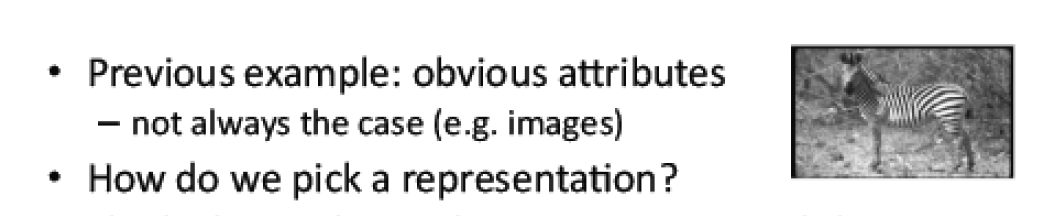 • Previous example: obvious attributes
– not always the case (e.g. images)
• How do we pick a representation?